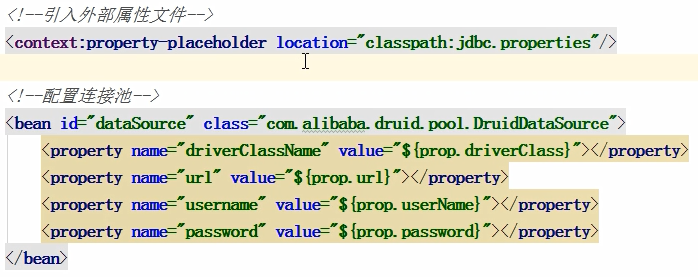 <!--引入外部属性文件-->
<context:property-placeholder location="classpath:jdbc.properties"/>
<!--配置连接池-->
<bean id="dataSource" class="com.alibaba.druid.pool.DruidDataSource">
<property name="driverClassName" value="${prop.driverClass}"></property>
<property name="url" value="${prop.url}"></property>
<property name="username" value="${prop.userName}"></property>
<property name="password" value="${prop.password}"></property>
</bean>